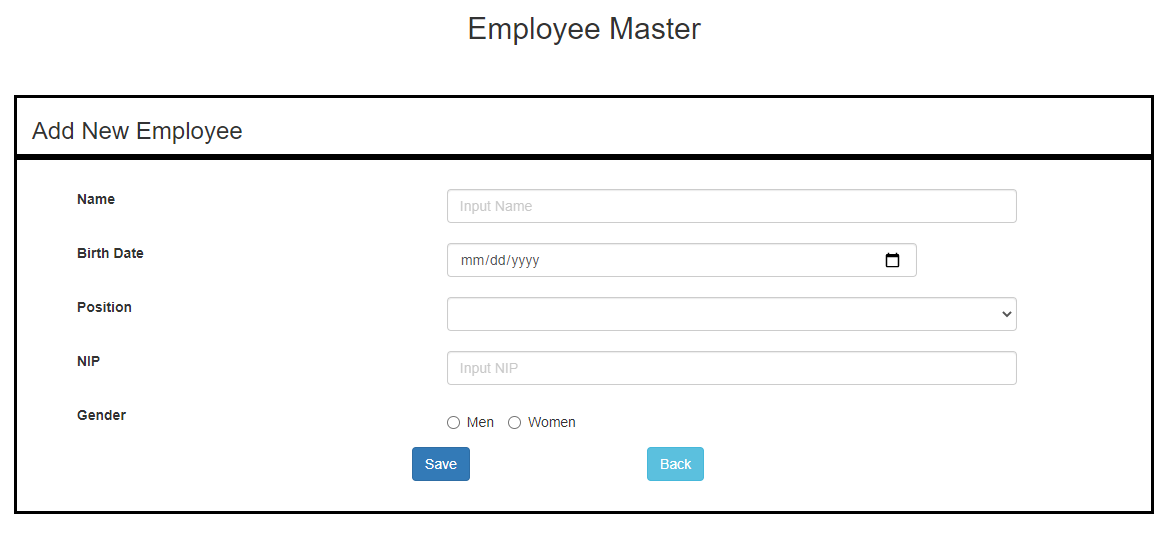 Employee Master
Add New Employee
Name
Input Name
Birth Date
mm/dd/yyyy
Position
NIP
Input NIP
Gender
Men Women
Save Back